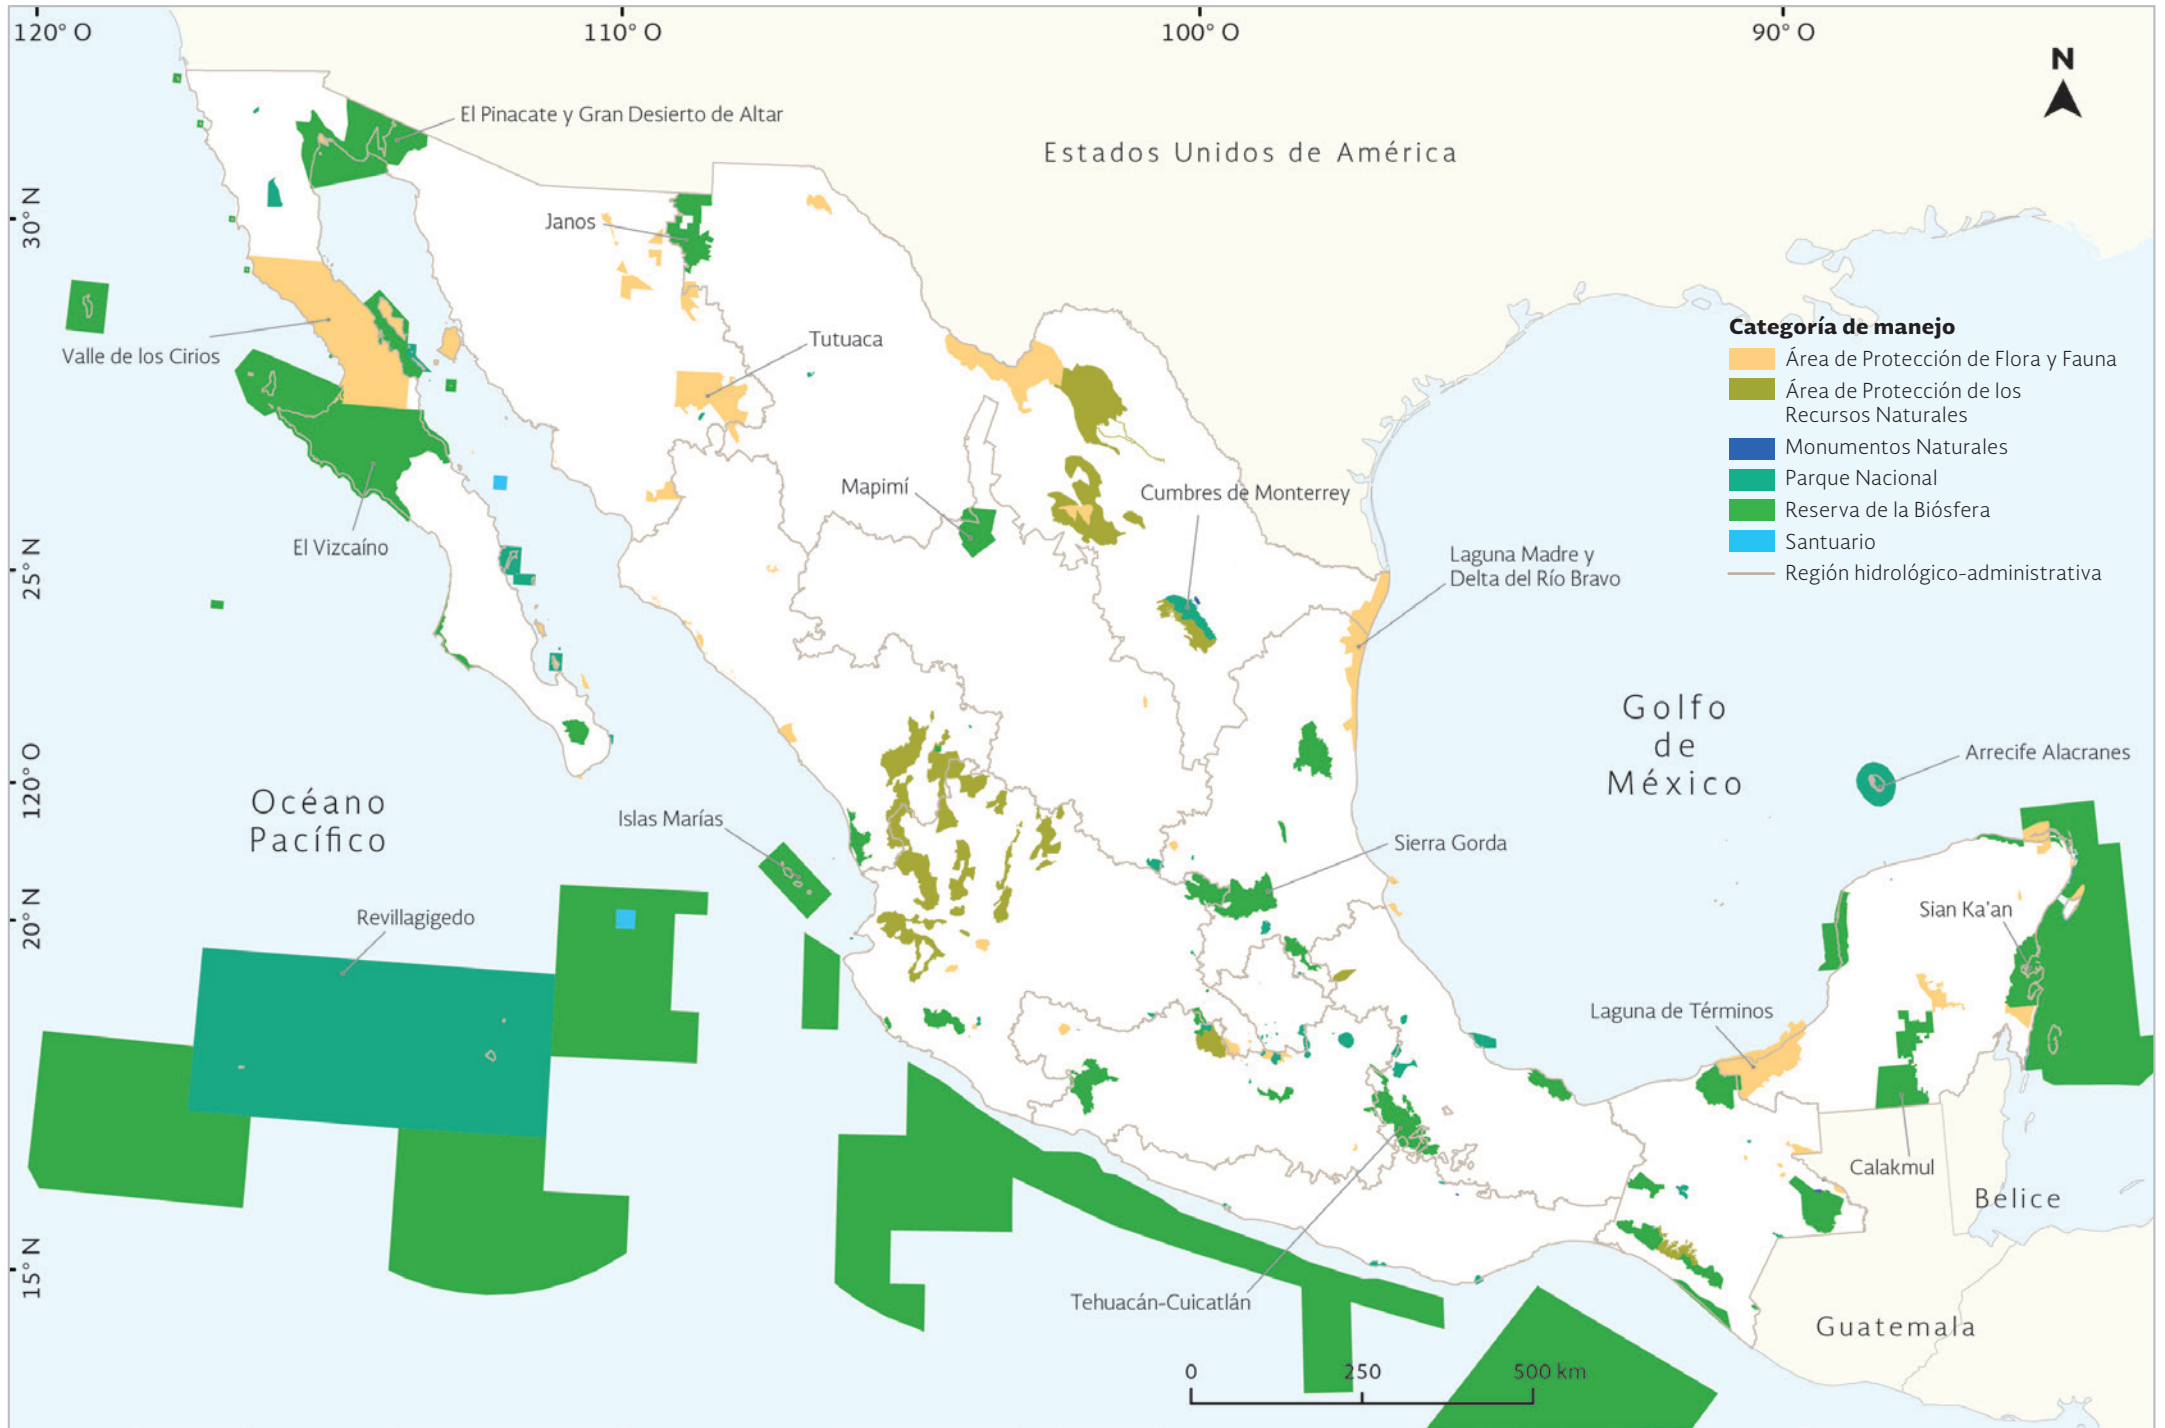 120° O
110° O
100° O
90° O
N
El Pinacate y Gran Desierto de Altar
Estados Unidos de América
30° N
Janos
Valle de los Cirios
Tutuaca
Categoría de manejo
Área de Protección de Flora y Fauna
Área de Protección de los
Recursos Naturales
Monumentos Naturales
Parque Nacional
Reserva de la Biósfera
Santuario
Región hidrológico-administrativa
Mapimí
Cumbres de Monterrey
El Vizcaíno
25° N
Laguna Madre y
Delta del Río Bravo
Golfo
de
México
120° O
Arrecife Alacranes
Océano
Pacífico
Islas Marías
Sierra Gorda
20° N
Revillagigedo
Sian Ka'an
Laguna de Términos
Calakmul
Belice
15° N
Tehuacán-Cuicatlán
Guatemala
0
250
500 km